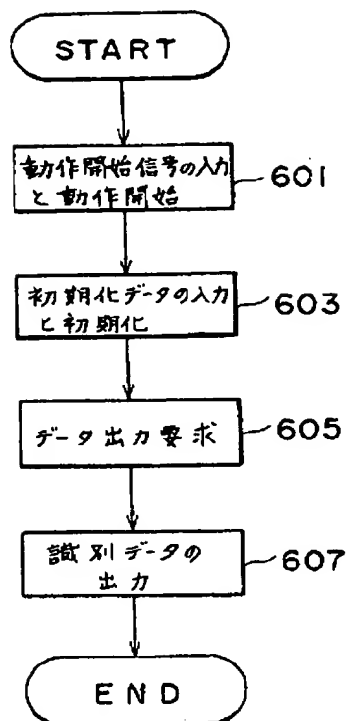 START
動作開始信号の入力
と動作開始
601
初期化データの入力
と初期化
603
データ出力要求
605
識別データの
出力
607
END